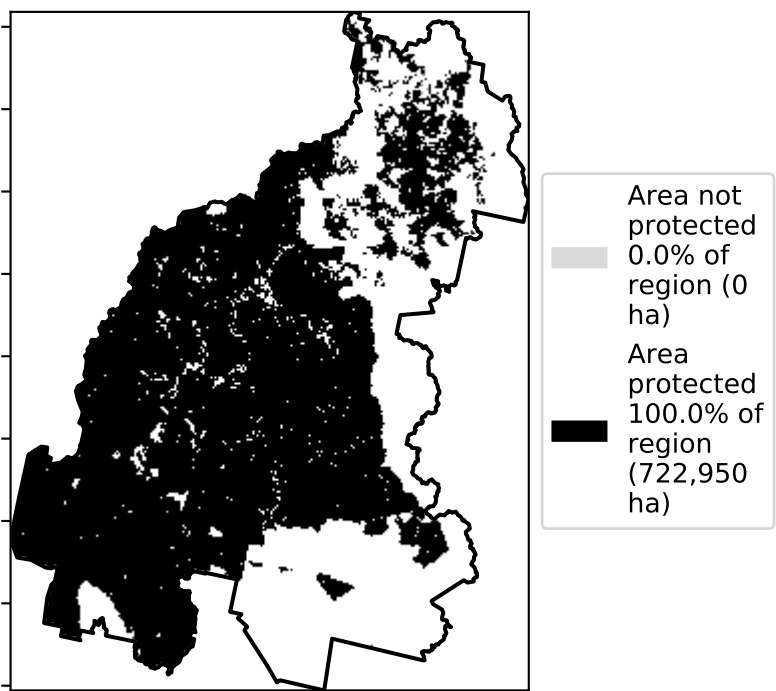 Area not
protected
0.0% of
region (0
ha)
Area
protected
100.0% of
region
(722,950
ha)